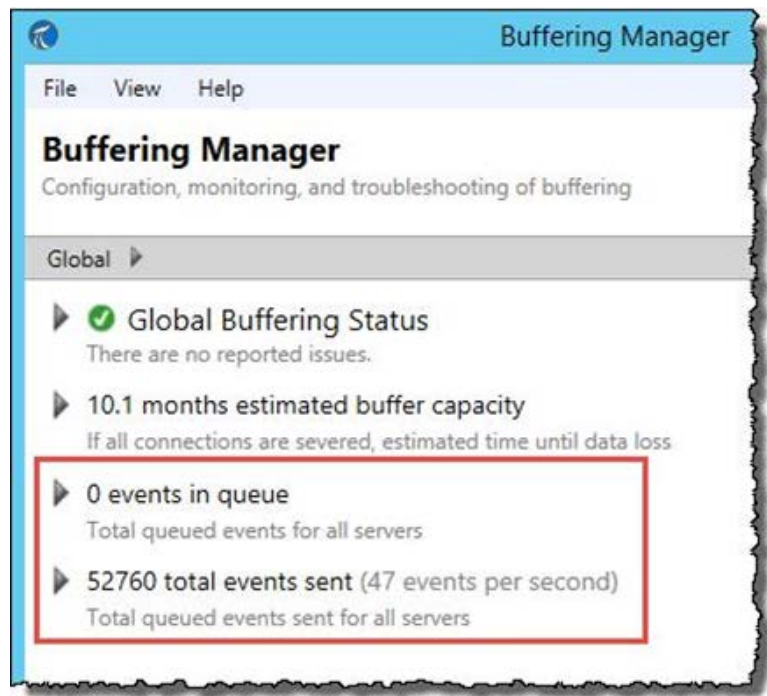 Buffering Manager
File View Help
Buffering Manager
Configuration, monitoring, and troubleshooting of buffering
Global
Global Buffering Status
There are no reported issues.
10.1 months estimated buffer capacity
If all connections are severed, estimated time until data loss
0 events in queue
Total queued events for all servers
52760 total events sent (47 events per second)
Total queued events sent for all servers